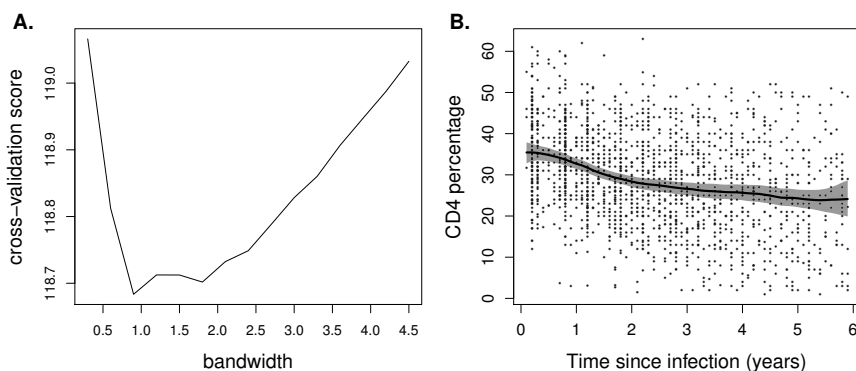 A.
cross−validation score
118.7 118.8 118.9 119.0
0.5 1.0 1.5 2.0 2.5 3.0 3.5 4.0 4.5
bandwidth
B.
CD4 percentage
0 10 20 30 40 50 60
0 1 2 3 4 5 6
Time since infection (years)